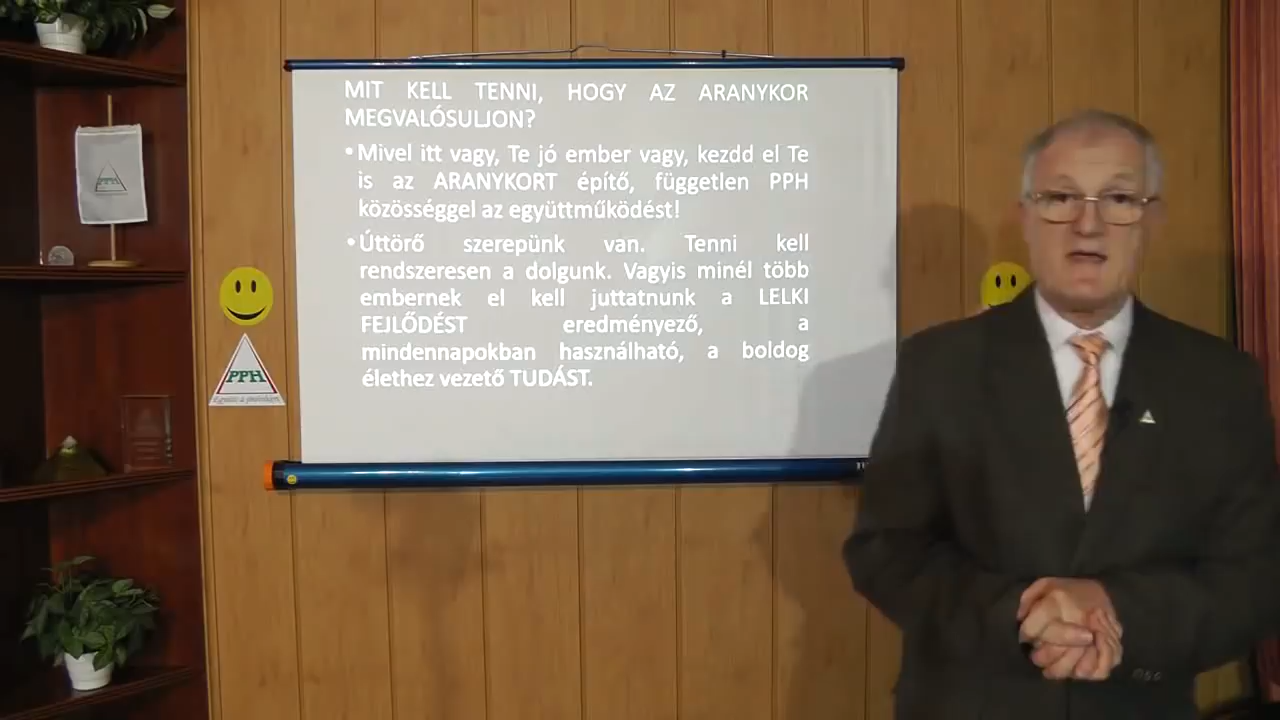 MIT KELL TENNI, HOGY AZ ARANYKOR
MEGVALÓSULJON?
•Mivel itt vagy, Te jó ember vagy, kezdd el Te
is az ARANYKORT építő, független PPH
közösséggel az együttműködést!
•Úttörő szerepünk van. Tenni kell
rendszeresen a dolgunk. Vagyis minél több
embernek el kell juttatnunk a LELKI
FEJLŐDÉST eredményező, a
mindennapokban használható, a boldog
élethez vezető TUDÁST.
PPH